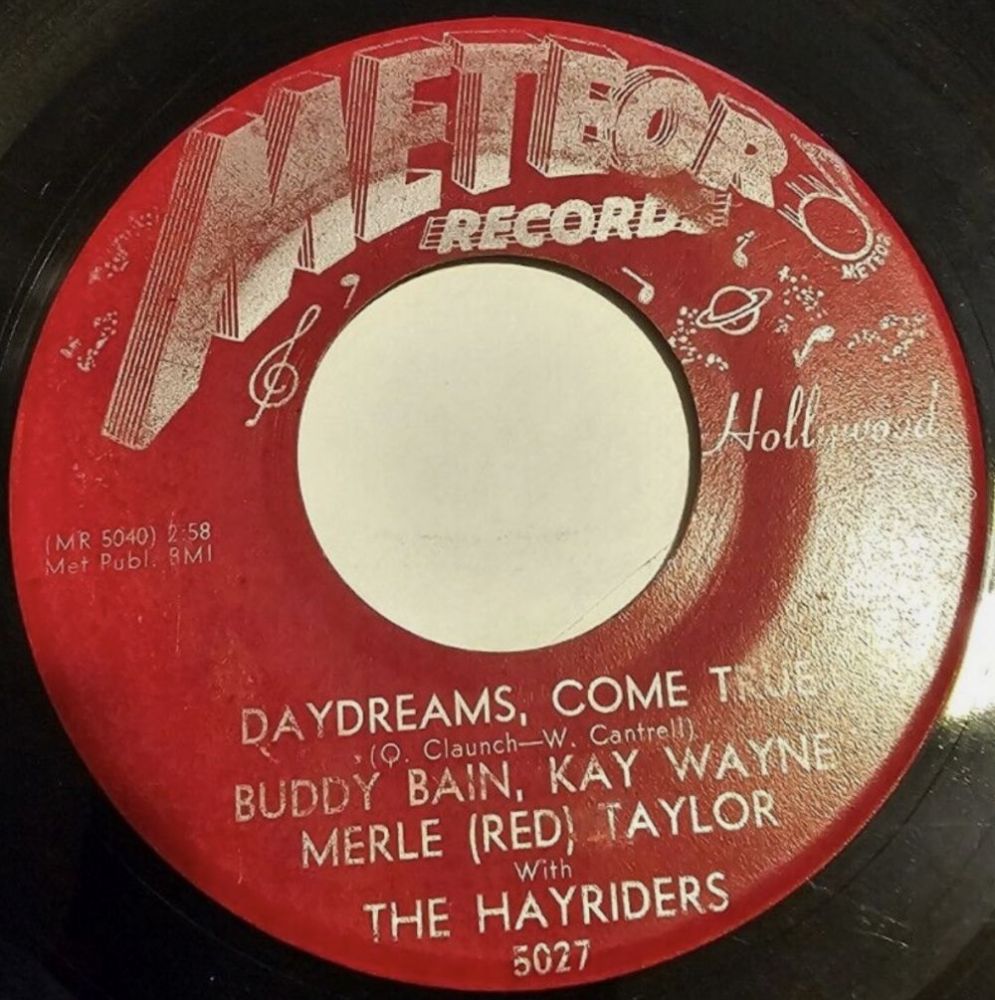 METEOR
RECORDS
METEOR
Hollywood
(MR 5040) 2:58
Met Publ. BMI
DAYDREAMS, COME TRUE
(Q. Claunch—W. Cantrell)
BUDDY BAIN, KAY WAYNE
MERLE (RED) TAYLOR
With
THE HAYRIDERS
5027